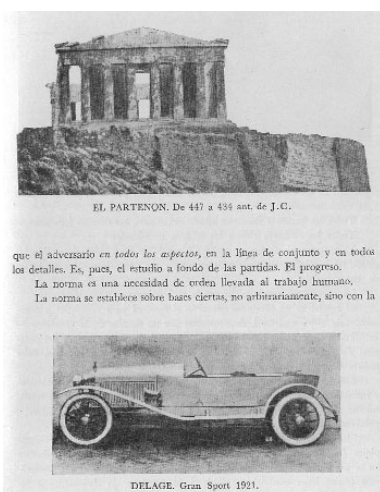 EL PARTENON. De 447 a 434 ant. de J.C.
que el adversario en todos los aspectos, en la línea de conjunto y en todos
los detalles. Es, pues, el estudio a fondo de las partidas. El progreso.
La norma es una necesidad de orden llevada al trabajo humano.
La norma se establece sobre bases ciertas, no arbitrariamente, sino con la
DELAGE. Gran Sport 1921.